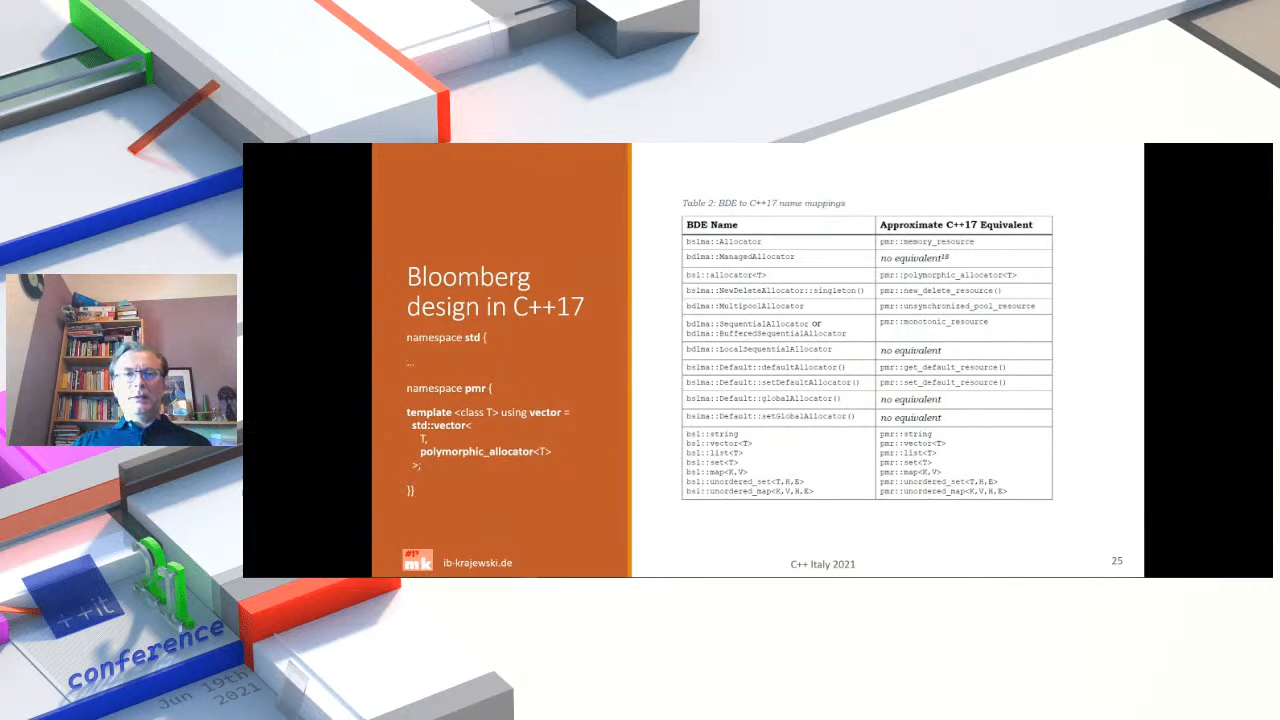 Bloomberg
design in C++17
namespace std {
...
namespace pmr {
template <class T> using vector =
std::vector<
T,
polymorphic_allocator<T>
>;
}}
#P
mk
ib-krajewski.de
Table 2: BDE to C++17 name mappings
BDE Name Approximate C++17 Equivalent
bslma::Allocator pmr::memory_resource
bdlma::ManagedAllocator no equivalent18
bsl::allocator<T> pmr::polymorphic_allocator<T>
bslma::NewDeleteAllocator::singleton() pmr::new_delete_resource()
bdlma::MultipoolAllocator pmr::unsynchronized_pool_resource
bdlma::SequentialAllocator or pmr::monotonic_resource
bdlma::BufferedSequentialAllocator
bdlma::LocalSequentialAllocator no equivalent
bslma::Default::defaultAllocator() pmr::get_default_resource()
bslma::Default::setDefaultAllocator() pmr::set_default_resource()
bslma::Default::globalAllocator() no equivalent
bslma::Default::setGlobalAllocator() no equivalent
bsl::string pmr::string
bsl::vector<T> pmr::vector<T>
bsl::list<T> pmr::list<T>
bsl::set<T> pmr::set<T>
bsl::map<K,V> pmr::map<K,V>
bsl::unordered_set<T,H,E> pmr::unordered_set<T,H,E>
bsl::unordered_map<K,V,H,E> pmr::unordered_map<K,V,H,E>
C++ Italy 2021
25
++it
conference
Jun 19th
2021